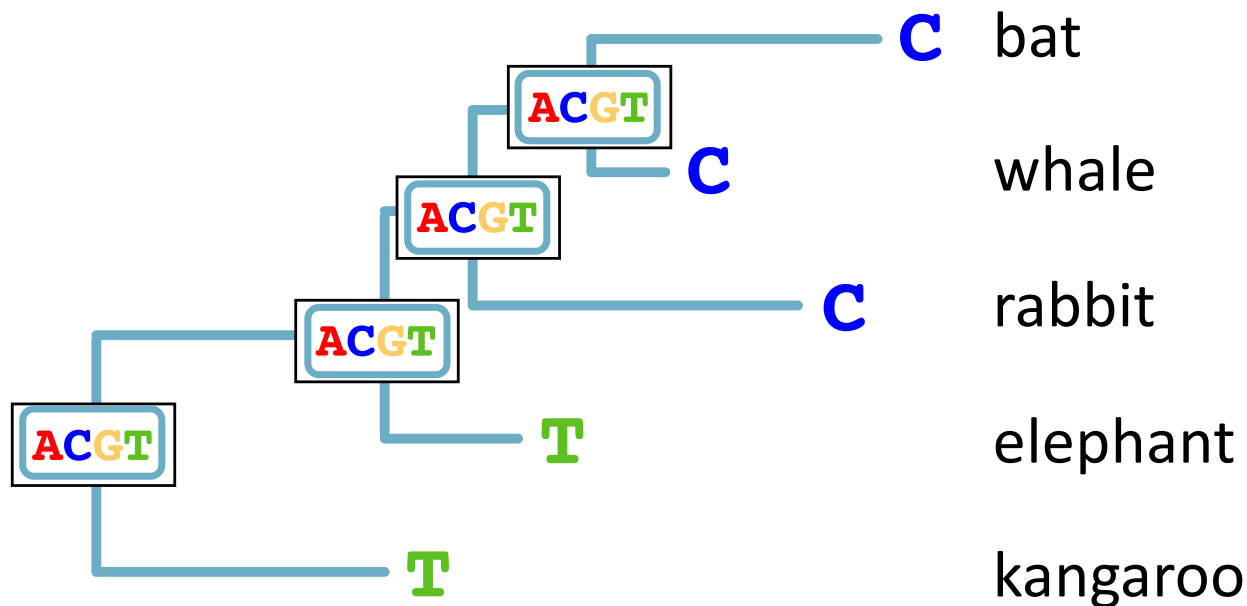 C bat
ACGT
C whale
ACGT
C rabbit
ACGT
T elephant
ACGT
T kangaroo